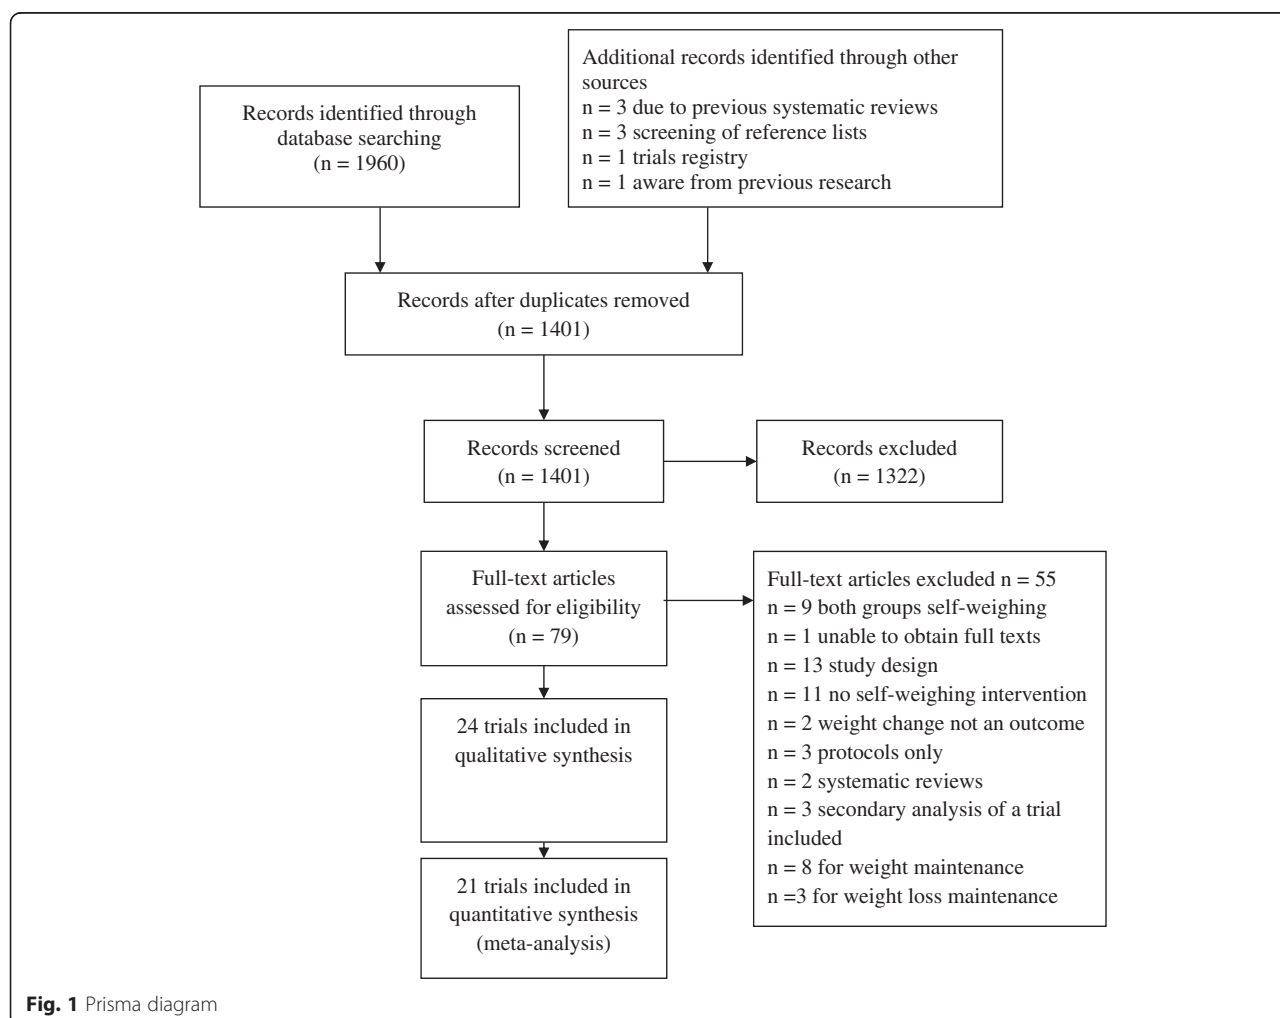 Records identified through
database searching
(n = 1960)
Additional records identified through other
sources
n = 3 due to previous systematic reviews
n = 3 screening of reference lists
n = 1 trials registry
n = 1 aware from previous research
Records after duplicates removed
(n = 1401)
Records screened
(n = 1401)
Records excluded
(n = 1322)
Full-text articles
assessed for eligibility
(n = 79)
Full-text articles excluded n = 55
n = 9 both groups self-weighing
n = 1 unable to obtain full texts
n = 13 study design
n = 11 no self-weighing intervention
n = 2 weight change not an outcome
n = 3 protocols only
n = 2 systematic reviews
n = 3 secondary analysis of a trial
included
n = 8 for weight maintenance
n =3 for weight loss maintenance
24 trials included in
qualitative synthesis
21 trials included in
quantitative synthesis
(meta-analysis)
Fig. 1 Prisma diagram